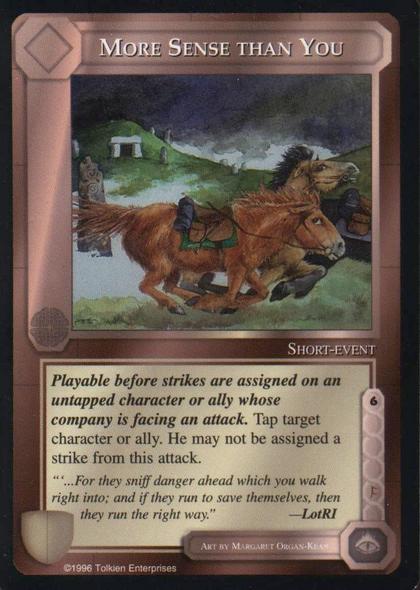 MORE SENSE THAN YOU
SHORT-EVENT
Playable before strikes are assigned on an
untapped character or ally whose
company is facing an attack. Tap target
character or ally. He may not be assigned a
strike from this attack.
"'...For they sniff danger ahead which you walk
right into; and if they run to save themselves, then
they run the right way." —LotRI
6
F
ART BY MARGARET ORGAN-KEAN
©1996 Tolkien Enterprises